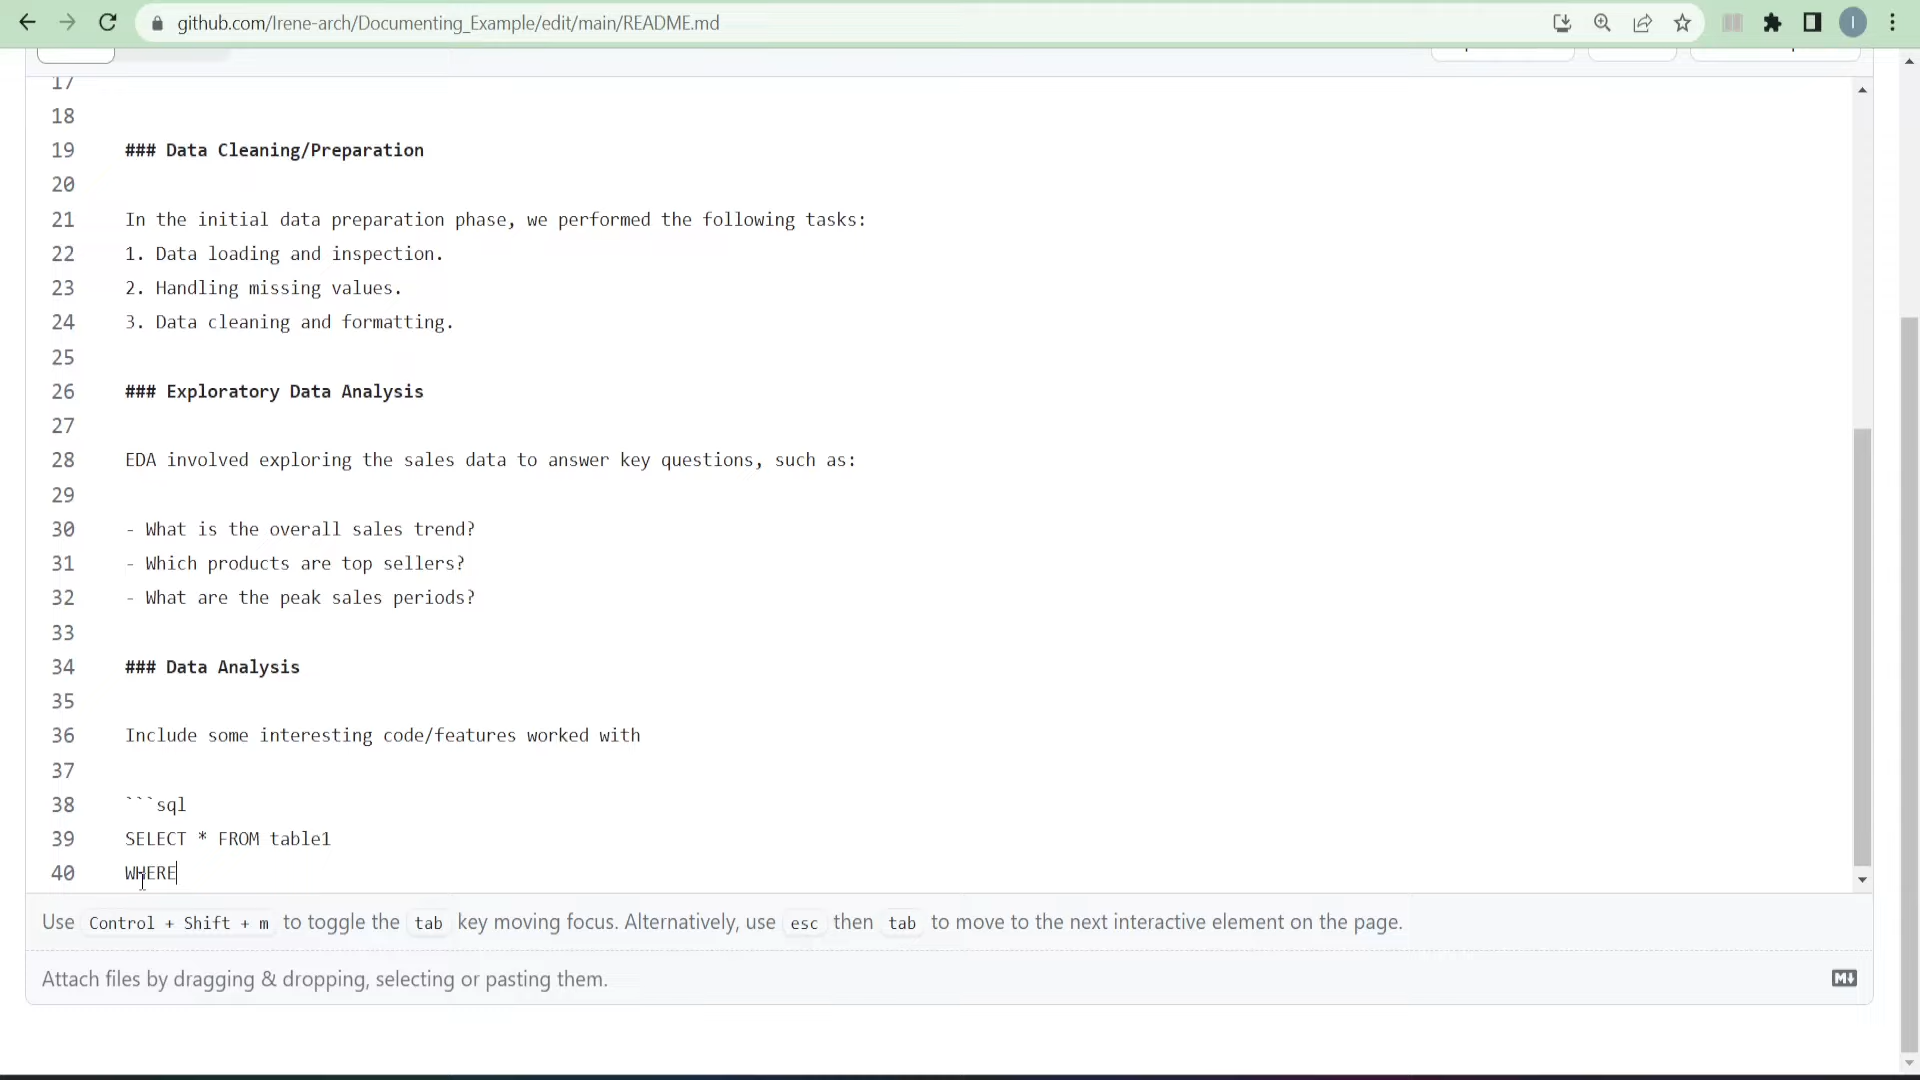 github.com/Irene-arch/Documenting_Example/edit/main/README.md
I
17
18
19 ### Data Cleaning/Preparation
20
21 In the initial data preparation phase, we performed the following tasks:
22 1. Data loading and inspection.
23 2. Handling missing values.
24 3. Data cleaning and formatting.
25
26 ### Exploratory Data Analysis
27
28 EDA involved exploring the sales data to answer key questions, such as:
29
30 - What is the overall sales trend?
31 - Which products are top sellers?
32 - What are the peak sales periods?
33
34 ### Data Analysis
35
36 Include some interesting code/features worked with
37
38 ```sql
39 SELECT * FROM table1
40 WHERE
Use Control + Shift + m to toggle the tab key moving focus. Alternatively, use esc then tab to move to the next interactive element on the page.
Attach files by dragging & dropping, selecting or pasting them.
M